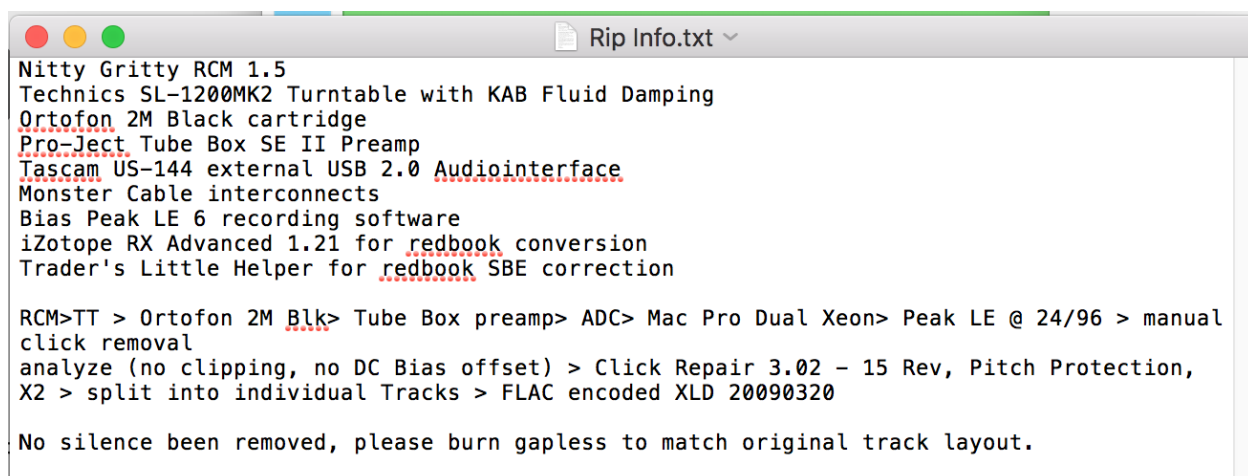 Rip Info.txt
Nitty Gritty RCM 1.5
Technics SL-1200MK2 Turntable with KAB Fluid Damping
Ortofon 2M Black cartridge
Pro-Ject Tube Box SE II Preamp
Tascam US-144 external USB 2.0 Audiointerface
Monster Cable interconnects
Bias Peak LE 6 recording software
iZotope RX Advanced 1.21 for redbook conversion
Trader's Little Helper for redbook SBE correction
RCM>TT > Ortofon 2M Blk> Tube Box preamp> ADC> Mac Pro Dual Xeon> Peak LE @ 24/96 > manual
click removal
analyze (no clipping, no DC Bias offset) > Click Repair 3.02 - 15 Rev, Pitch Protection,
X2 > split into individual Tracks > FLAC encoded XLD 20090320
No silence been removed, please burn gapless to match original track layout.